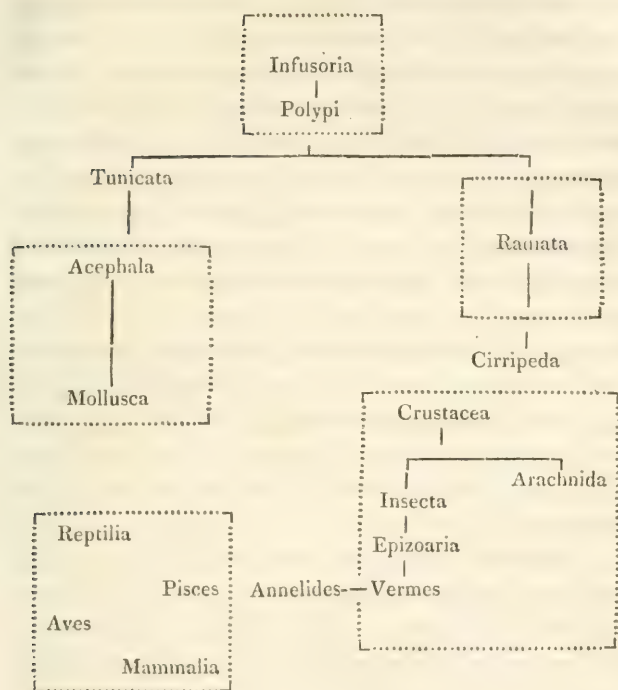 Infusoria
Polypi
Tunicata
Radiata
Acephala
Cirripeda
Mollusca
Crustacea
Arachnida
Insecta
Reptilia
Epizoaria
Pisces Annelides Vermes
Aves
Mammalia